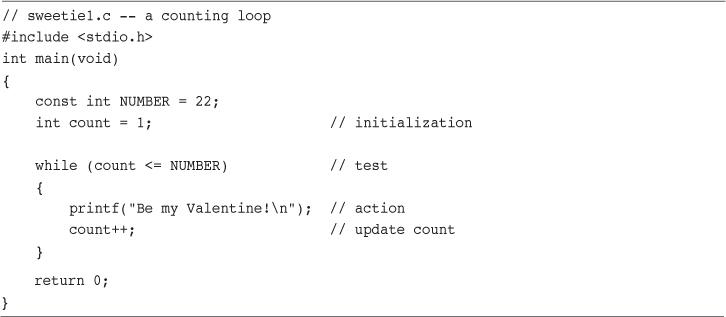 // sweetie1.c -- a counting loop
#include <stdio.h>
int main(void)
{
    const int NUMBER = 22;
    int count = 1;                     // initialization
    while (count <= NUMBER)            // test
    {
        printf("Be my Valentine!\n");  // action
        count++;                       // update count
    }
    return 0;
}